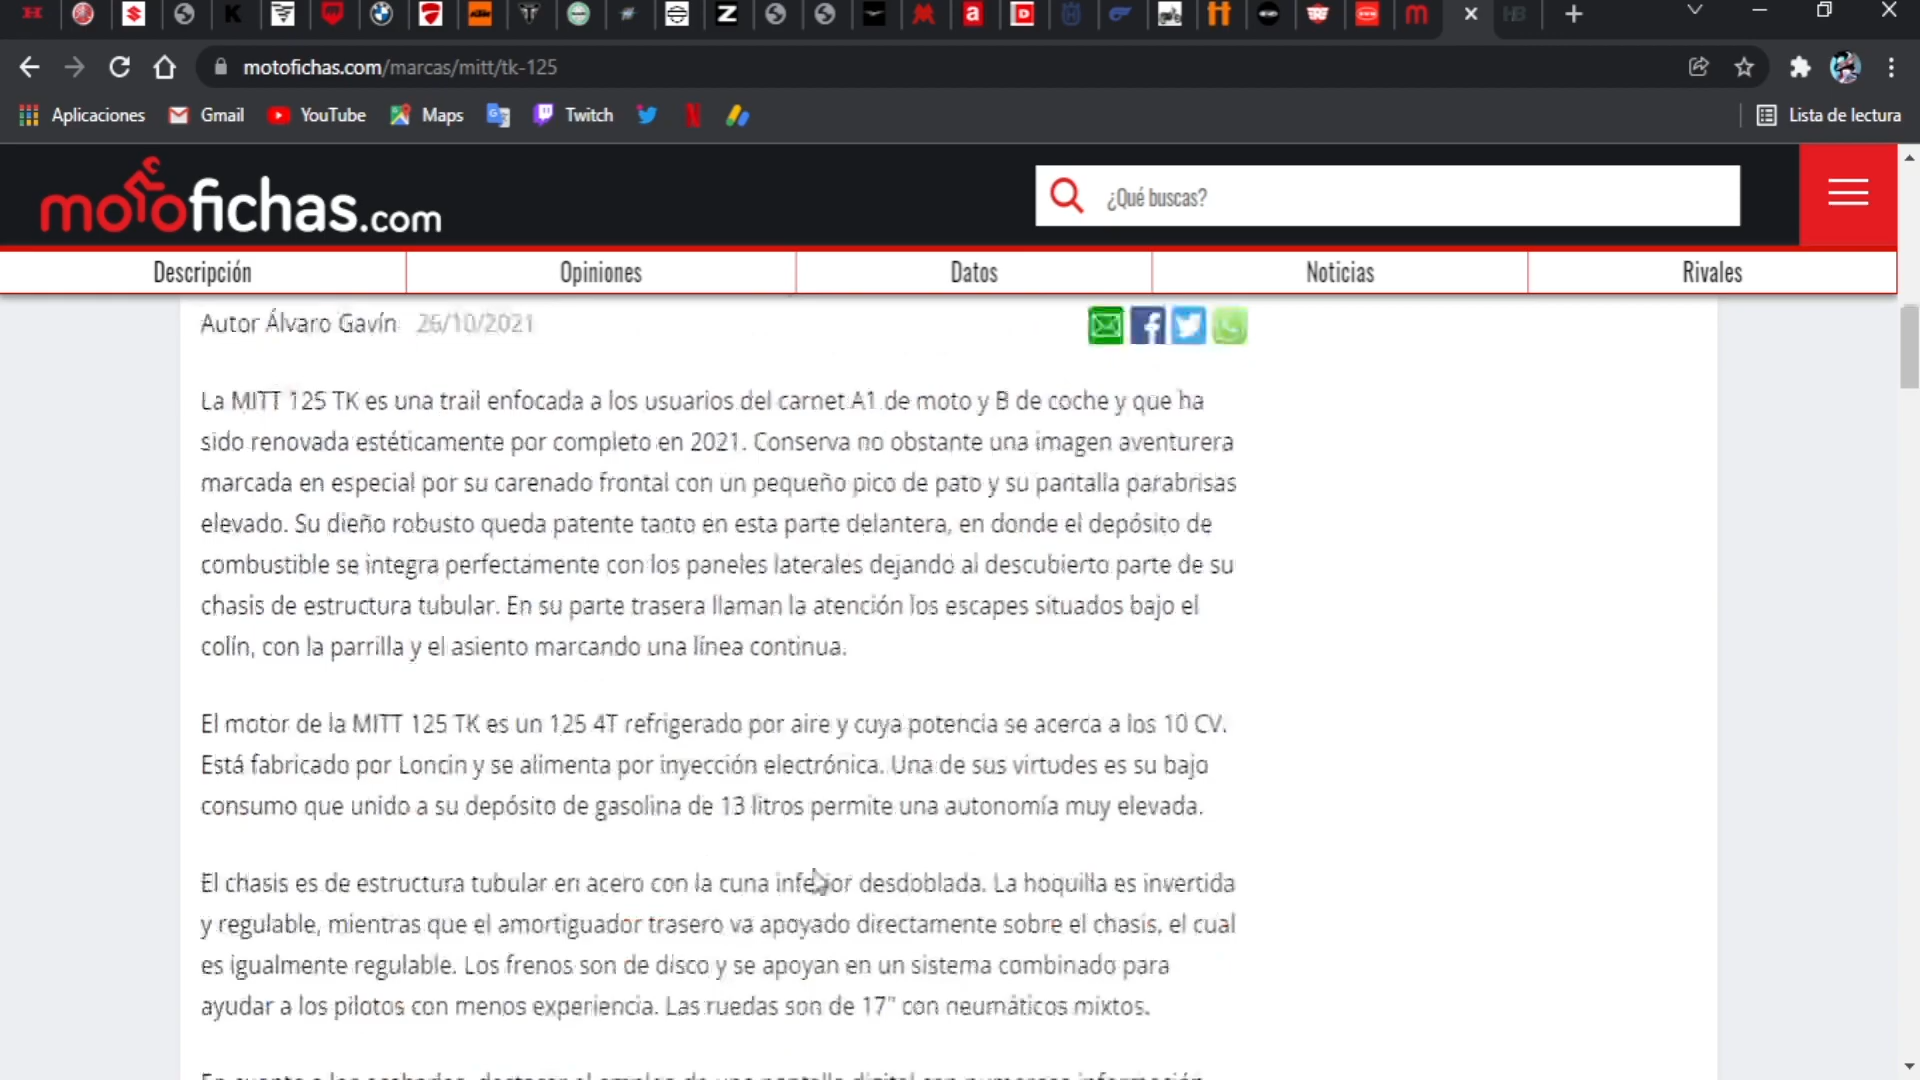 motofichas.com/marcas/mitt/tk-125
Aplicaciones Gmail YouTube Maps Twitch Lista de lectura
motofichas.com ¿Qué buscas?
Descripción Opiniones Datos Noticias Rivales
Autor Álvaro Gavín 26/10/2021
La MITT 125 TK es una trail enfocada a los usuarios del carnet A1 de moto y B de coche y que ha
sido renovada estéticamente por completo en 2021. Conserva no obstante una imagen aventurera
marcada en especial por su carenado frontal con un pequeño pico de pato y su pantalla parabrisas
elevado. Su dieño robusto queda patente tanto en esta parte delantera, en donde el depósito de
combustible se integra perfectamente con los paneles laterales dejando al descubierto parte de su
chasis de estructura tubular. En su parte trasera llaman la atención los escapes situados bajo el
colín, con la parrilla y el asiento marcando una línea continua.
El motor de la MITT 125 TK es un 125 4T refrigerado por aire y cuya potencia se acerca a los 10 CV.
Está fabricado por Loncin y se alimenta por inyección electrónica. Una de sus virtudes es su bajo
consumo que unido a su depósito de gasolina de 13 litros permite una autonomía muy elevada.
El chasis es de estructura tubular en acero con la cuna inferior desdoblada. La hoquilla es invertida
y regulable, mientras que el amortiguador trasero va apoyado directamente sobre el chasis, el cual
es igualmente regulable. Los frenos son de disco y se apoyan en un sistema combinado para
ayudar a los pilotos con menos experiencia. Las ruedas son de 17" con neumáticos mixtos.